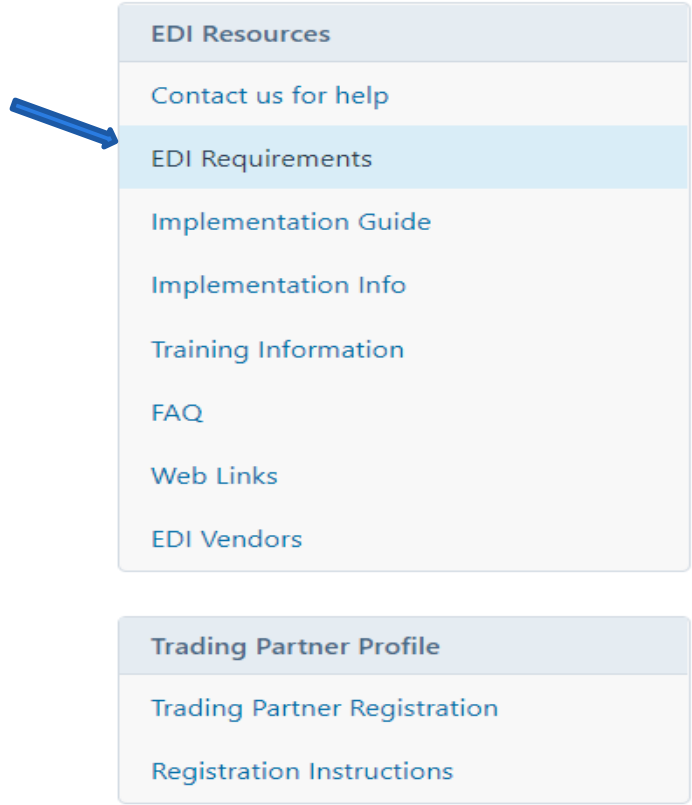 EDI Resources
Contact us for help
EDI Requirements
Implementation Guide
Implementation Info
Training Information
FAQ
Web Links
EDI Vendors
Trading Partner Profile
Trading Partner Registration
Registration Instructions